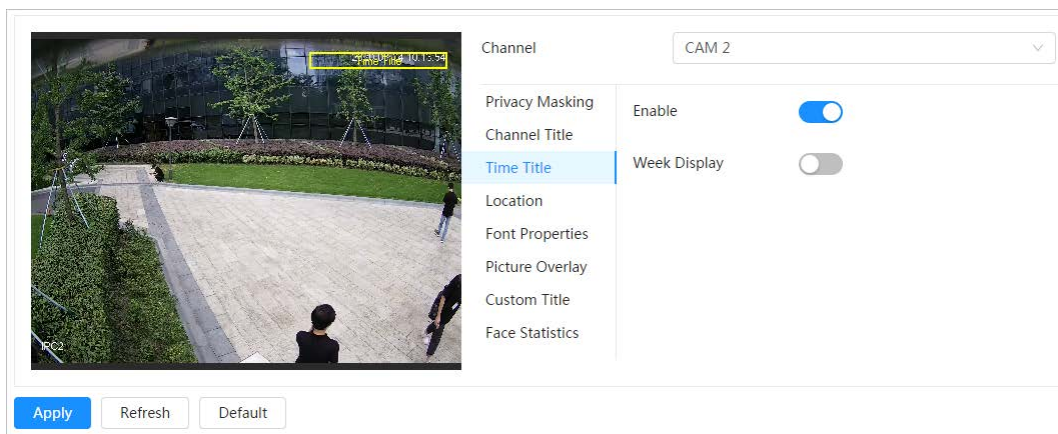 Channel
CAM 2
Time Title
Privacy Masking
Enable
Channel Title
Time Title
Week Display
Location
Font Properties
Picture Overlay
Custom Title
Face Statistics
IPC2
Apply
Refresh
Default